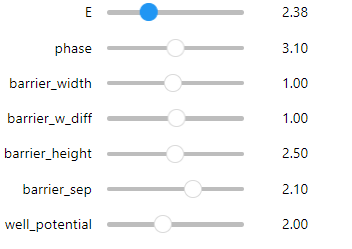 E 2.38
phase 3.10
barrier_width 1.00
barrier_w_diff 1.00
barrier_height 2.50
barrier_sep 2.10
well_potential 2.00